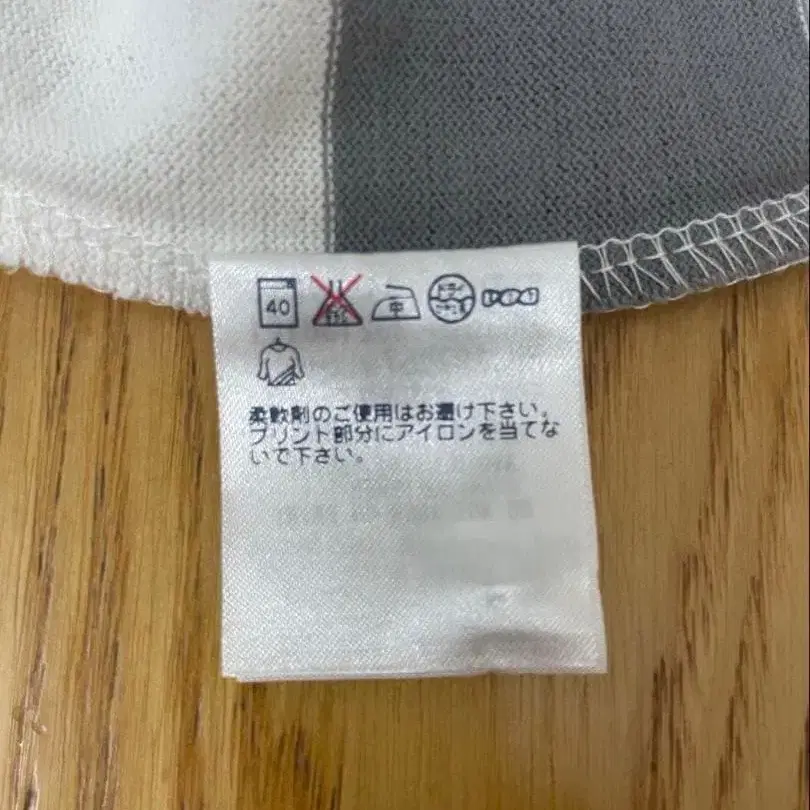 40
中
ドライ
柔軟剤のご使用はお避け下さい。
プリント部分にアイロンを当てな
いで下さい。